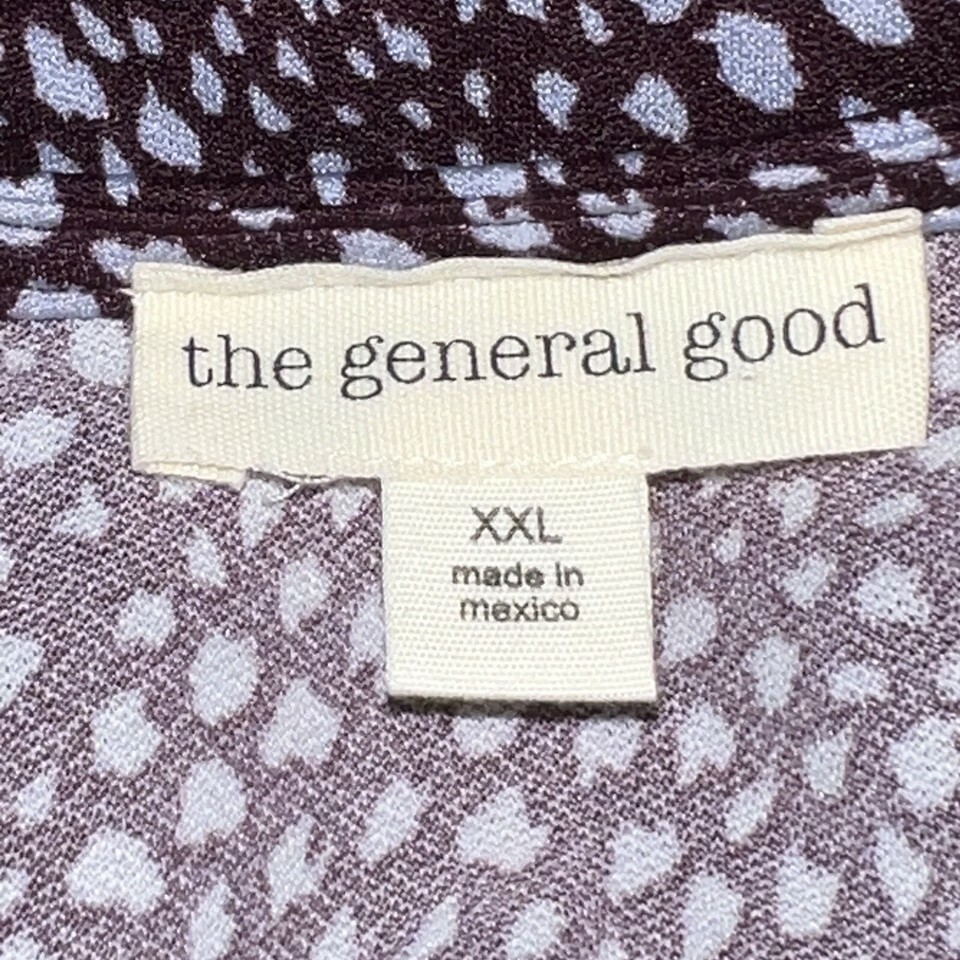 the general good
XXL
made in
mexico